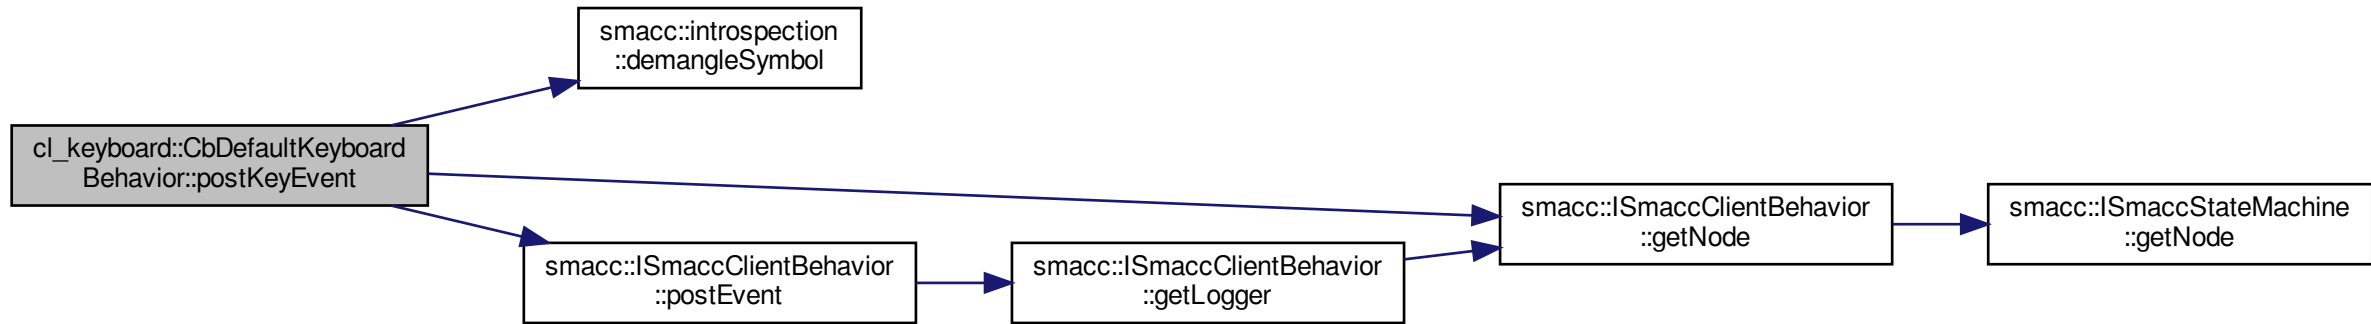 smacc::introspection
::demangleSymbol
cl_keyboard::CbDefaultKeyboard
Behavior::postKeyEvent
smacc::ISmaccClientBehavior
::postEvent
smacc::ISmaccClientBehavior
::getLogger
smacc::ISmaccClientBehavior
::getNode
smacc::ISmaccStateMachine
::getNode